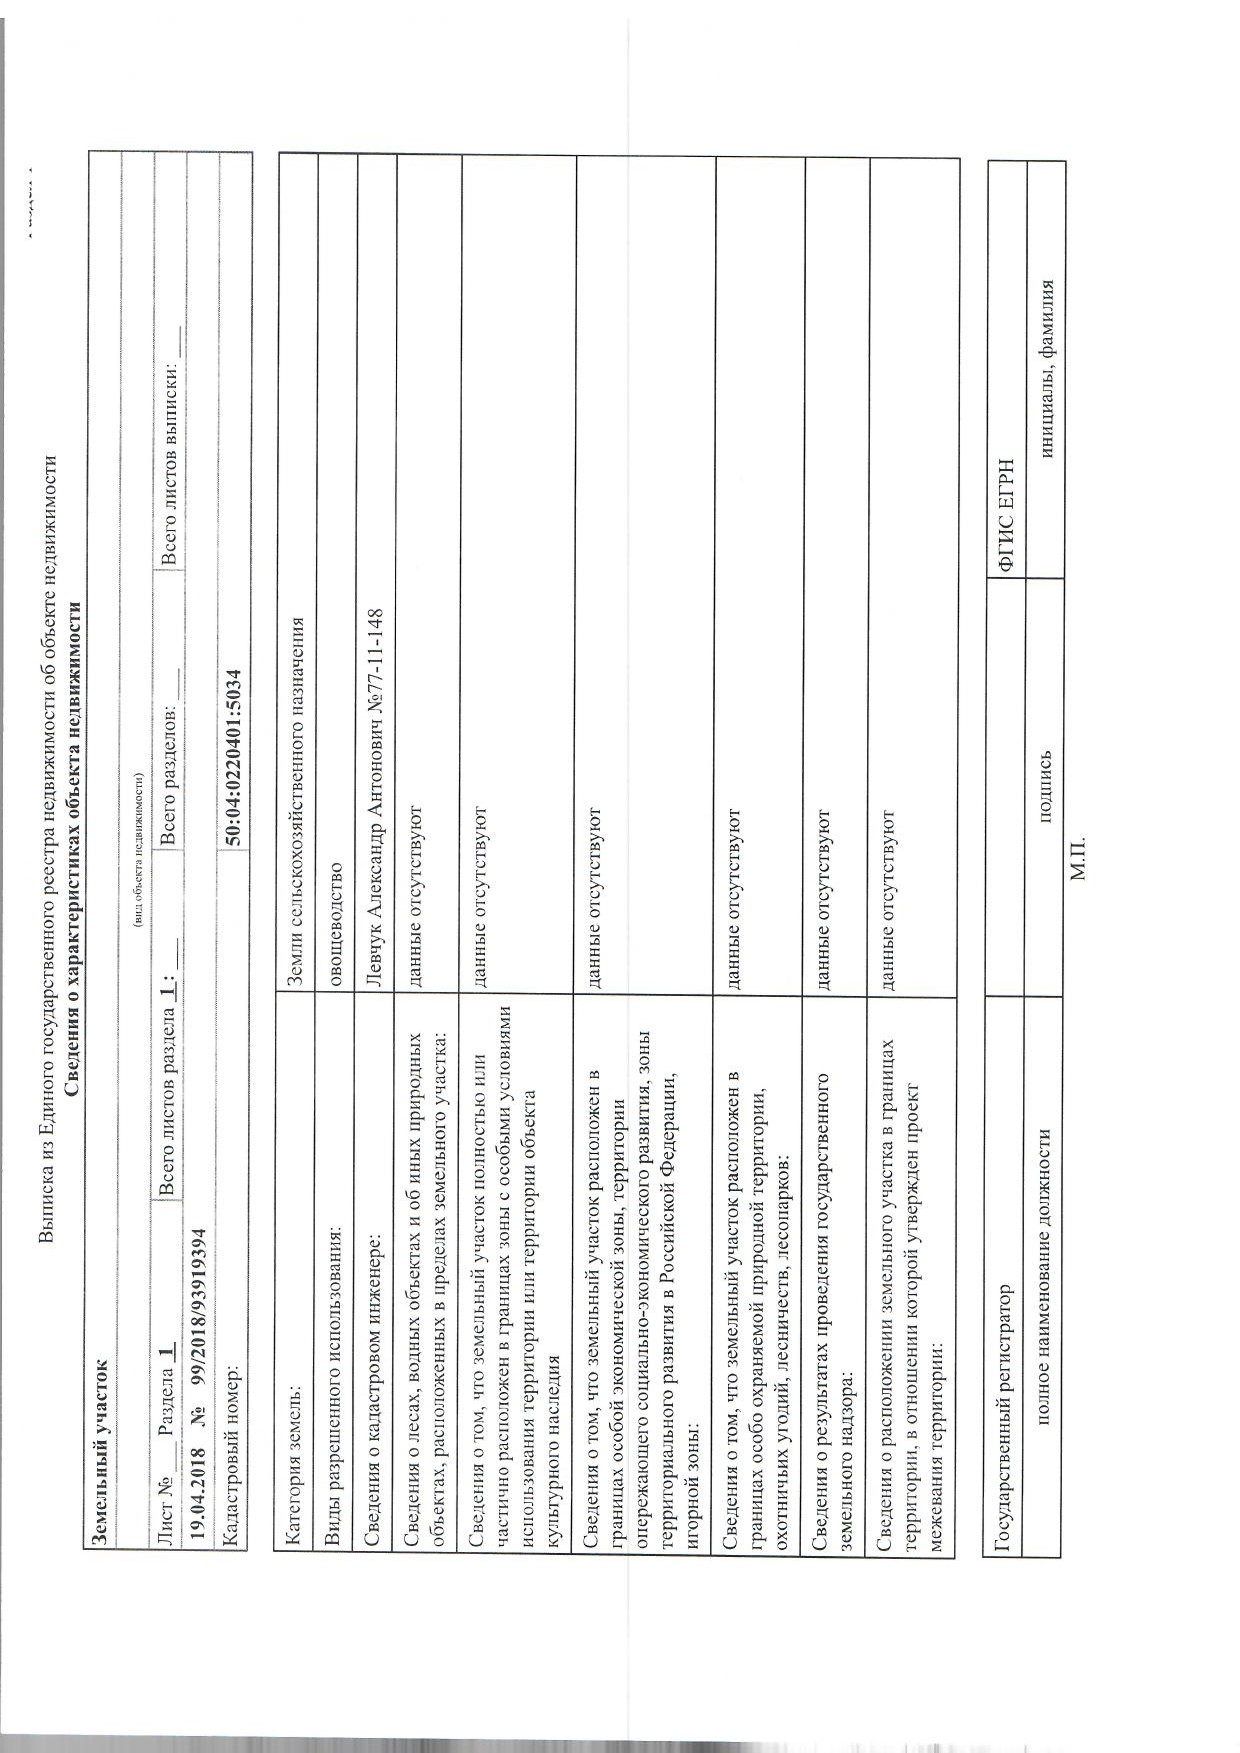 Выписка из Единого государственного реестра недвижимости об объекте недвижимости
Сведения о характеристиках объекта недвижимости
Земельный участок
(вид объекта недвижимости)
Лист № ___ Раздела 1 Всего листов раздела 1 : ___ Всего разделов: ___ Всего листов выписки: ___
19.04.2018 № 99/2018/93919394
Кадастровый номер: 50:04:0220401:5034
Категория земель: Земли сельскохозяйственного назначения
Виды разрешенного использования: овощеводство
Сведения о кадастровом инженере: Левчук Александр Антонович №77-11-148
Сведения о лесах, водных объектах и об иных природных данные отсутствуют
объектах, расположенных в пределах земельного участка:
Сведения о том, что земельный участок полностью или данные отсутствуют
частично расположен в границах зоны с особыми условиями
использования территории или территории объекта
культурного наследия
Сведения о том, что земельный участок расположен в данные отсутствуют
границах особой экономической зоны, территории
опережающего социально-экономического развития, зоны
территориального развития в Российской Федерации,
игорной зоны:
Сведения о том, что земельный участок расположен в данные отсутствуют
границах особо охраняемой природной территории,
охотничьих угодий, лесничеств, лесопарков:
Сведения о результатах проведения государственного данные отсутствуют
земельного надзора:
Сведения о расположении земельного участка в границах данные отсутствуют
территории, в отношении которой утвержден проект
межевания территории:
Государственный регистратор ФГИС ЕГРН
полное наименование должности подпись инициалы, фамилия
М.П.